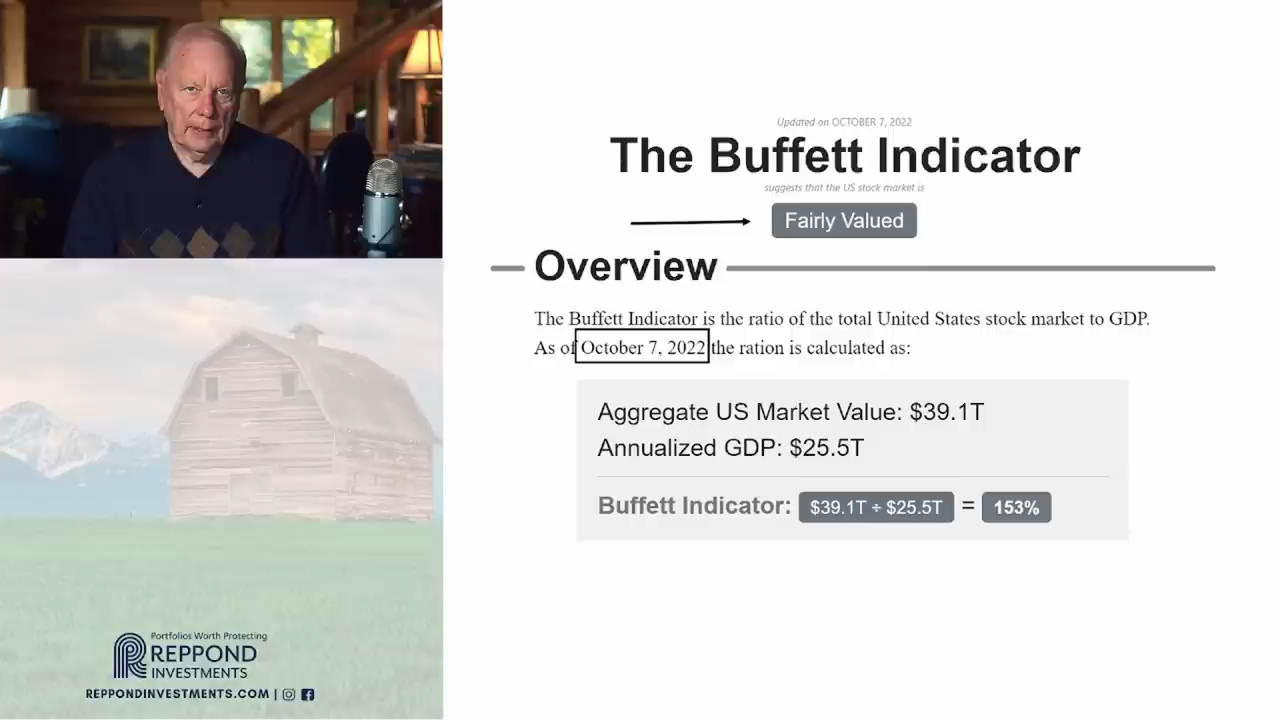 Updated on OCTOBER 7, 2022
The Buffett Indicator
suggests that the US stock market is
Fairly Valued
Overview
The Buffett Indicator is the ratio of the total United States stock market to GDP.
As of October 7, 2022 the ration is calculated as:
Aggregate US Market Value: $39.1T
Annualized GDP: $25.5T
Buffett Indicator: $39.1T ÷ $25.5T = 153%
Portfolios Worth Protecting
REPPOND
INVESTMENTS
REPPONDINVESTMENTS.COM |